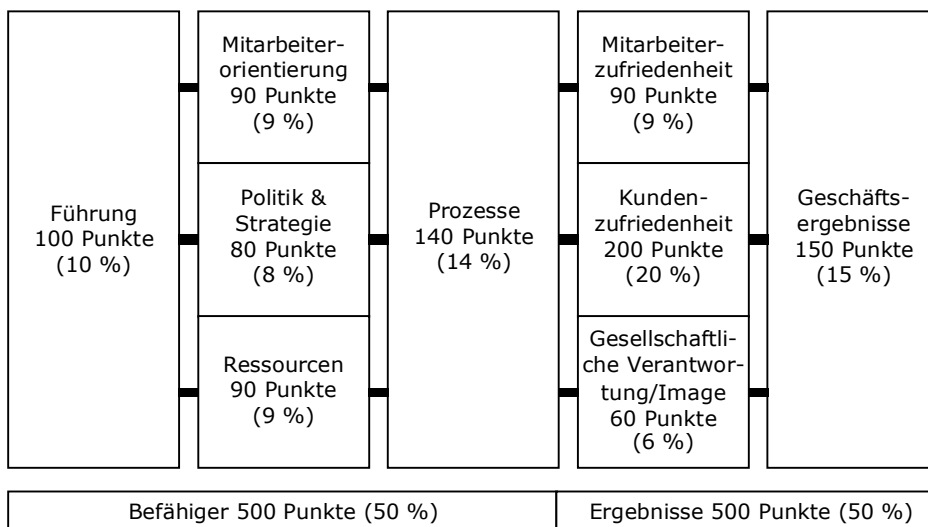 Führung
100 Punkte
(10 %)
Mitarbeiter-
orientierung
90 Punkte
(9 %)
Politik &
Strategie
80 Punkte
(8 %)
Ressourcen
90 Punkte
(9 %)
Prozesse
140 Punkte
(14 %)
Mitarbeiter-
zufriedenheit
90 Punkte
(9 %)
Kunden-
zufriedenheit
200 Punkte
(20 %)
Gesellschaftli-
che Verantwor-
tung/Image
60 Punkte
(6 %)
Geschäfts-
ergebnisse
150 Punkte
(15 %)
Befähiger 500 Punkte (50 %)
Ergebnisse 500 Punkte (50 %)